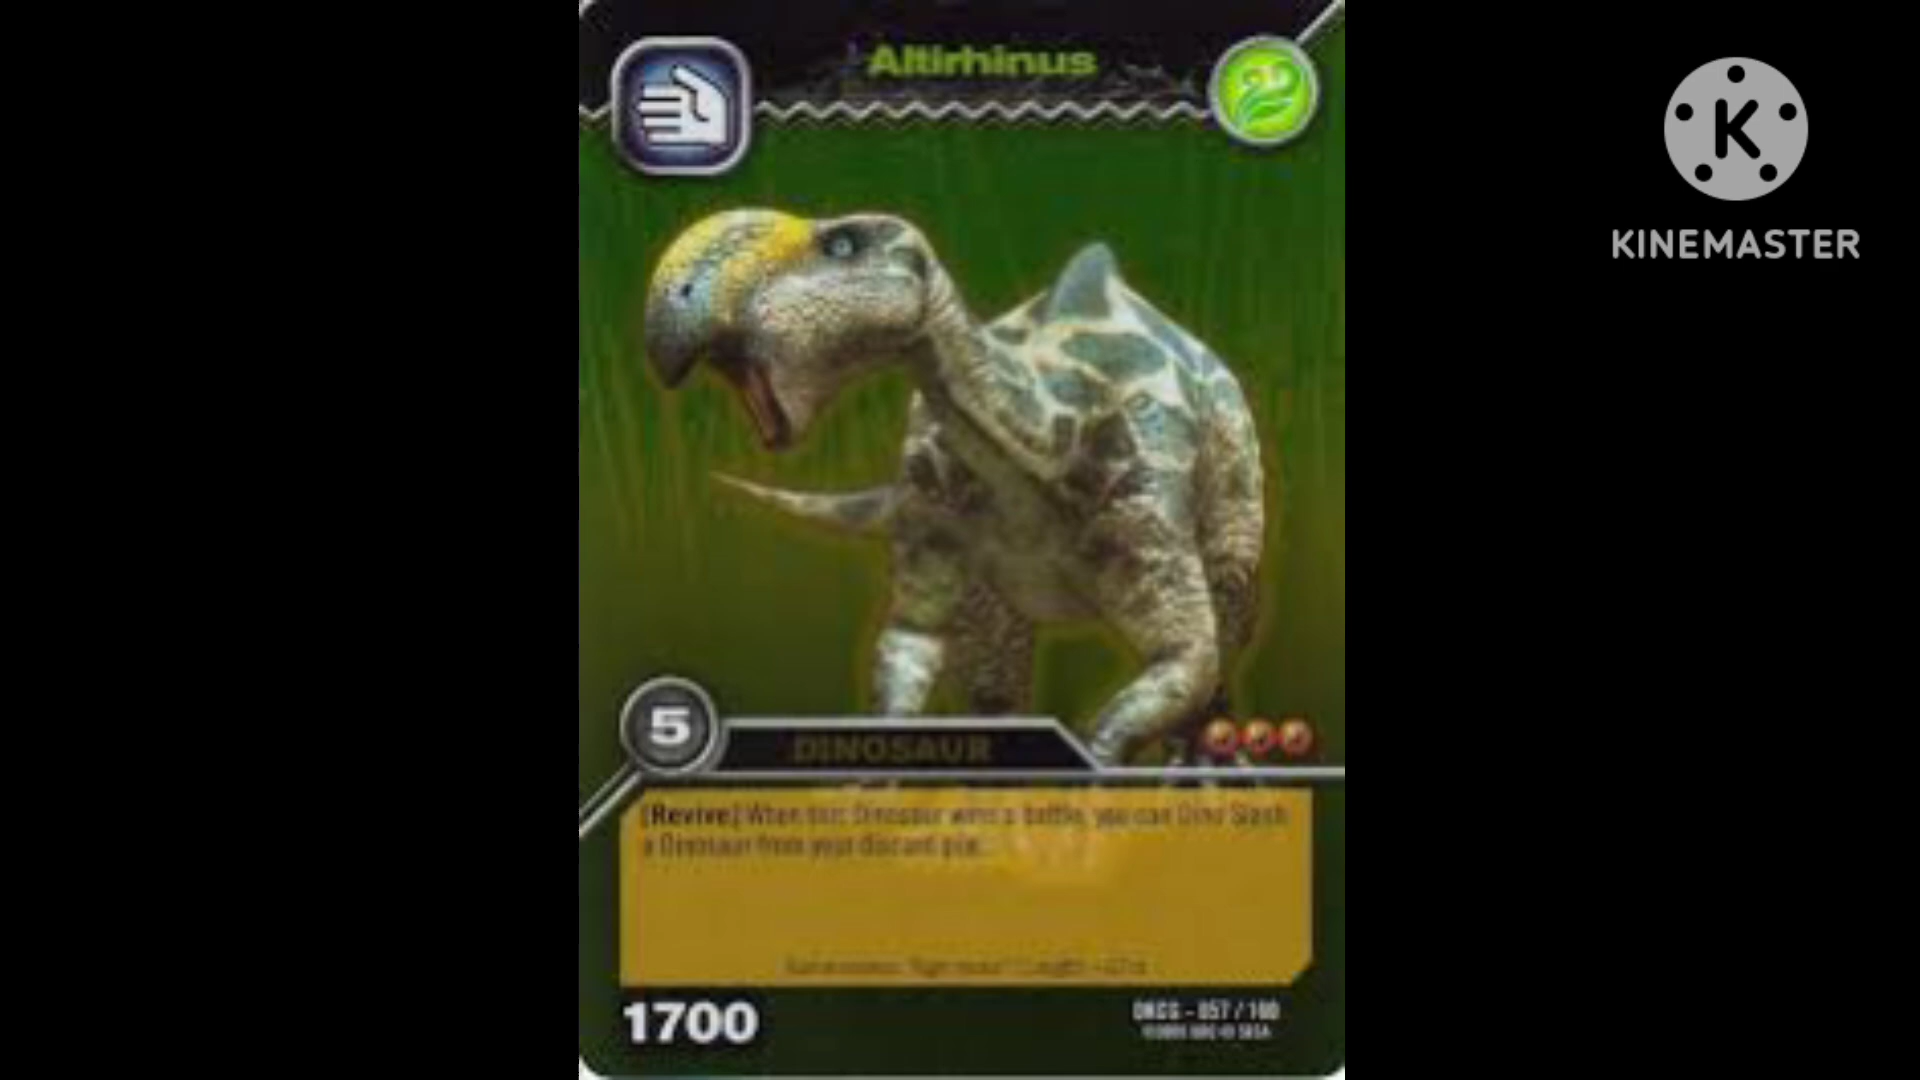 Altirhinus
K
KINEMASTER
5
DINOSAUR
[Revive] When this Dinosaur wins a battle, you can Dino Slash
a Dinosaur from your discard pile.
1700
DKCG - 057 / 100